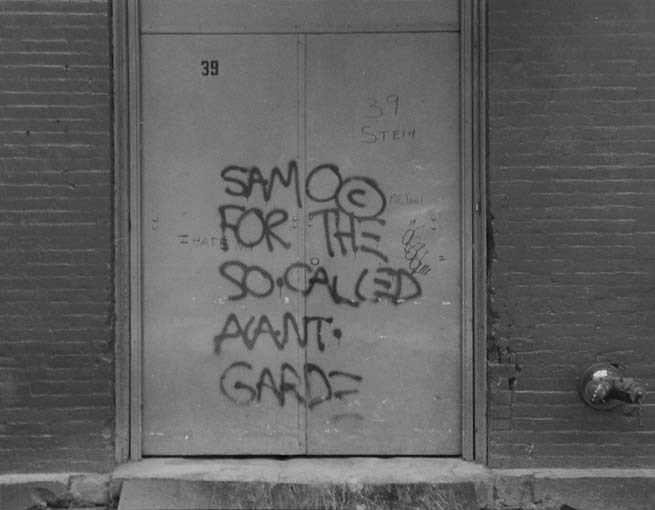 39
39
STEIN
SAMO©
FOR THE
SO·CALLED
AVANT·
GARDE